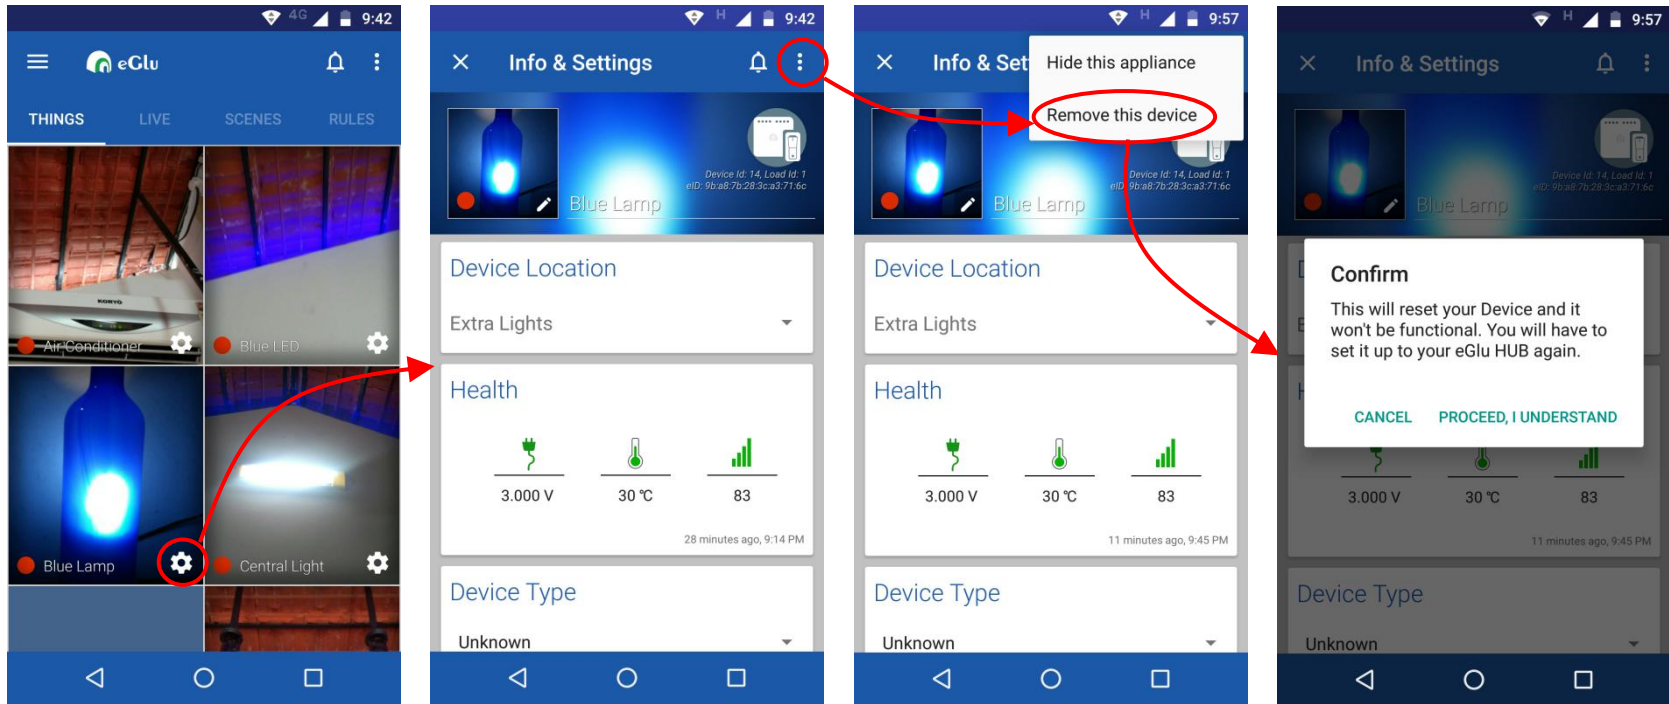 4G 9:42
eGlu
THINGS LIVE SCENES RULES
KORYO
Air Conditioner
Blue LED
Blue Lamp
Central Light
H 9:42
Info & Settings
Device Id: 14, Load Id: 1
eID: 9b:a8:7b:28:3c:a3:71:6c
Blue Lamp
Device Location
Extra Lights
Health
3.000 V 30 °C 83
28 minutes ago, 9:14 PM
Device Type
Unknown
H 9:57
Info & Set
Hide this appliance
Remove this device
Device Id: 14, Load Id: 1
eID: 9b:a8:7b:28:3c:a3:71:6c
Blue Lamp
Device Location
Extra Lights
Health
3.000 V 30 °C 83
11 minutes ago, 9:45 PM
Device Type
Unknown
H 9:57
Info & Settings
Device Id: 14, Load Id: 1
eID: 9b:a8:7b:28:3c:a3:71:6c
Blue Lamp
Confirm
This will reset your Device and it
won't be functional. You will have to
set it up to your eGlu HUB again.
CANCEL PROCEED, I UNDERSTAND
3.000 V 30 °C 83
11 minutes ago, 9:45 PM
Device Type
Unknown